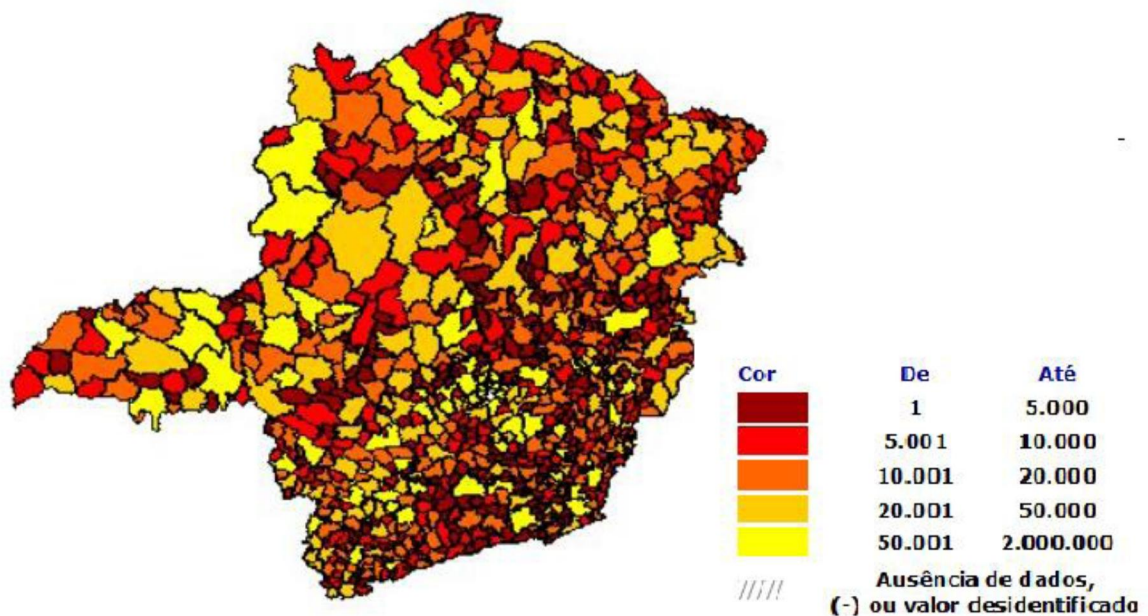 Cor De Até
1 5.000
5.001 10.000
10.001 20.000
20.001 50.000
50.001 2.000.000
Ausência de dados,
(-) ou valor desidentificado